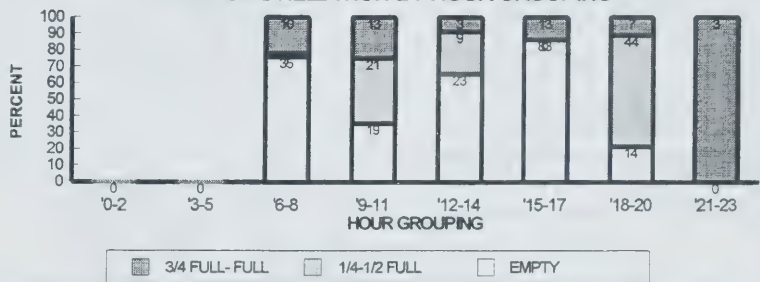 100
90
80
70
60
50
40
30
20
10
0
PERCENT
10 13 3 13 7 3
35 21 9 44
19 23 14
0 0 0
'0-2 '3-5 '6-8 '9-11 '12-14 '15-17 '18-20 '21-23
HOUR GROUPING
3/4 FULL- FULL 1/4-1/2 FULL EMPTY